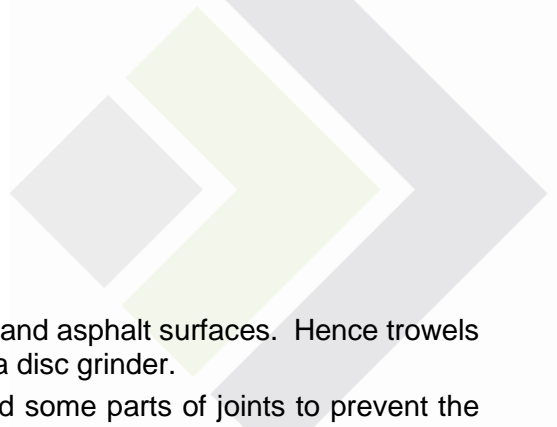 and asphalt surfaces. Hence trowels
a disc grinder.
d some parts of joints to prevent the